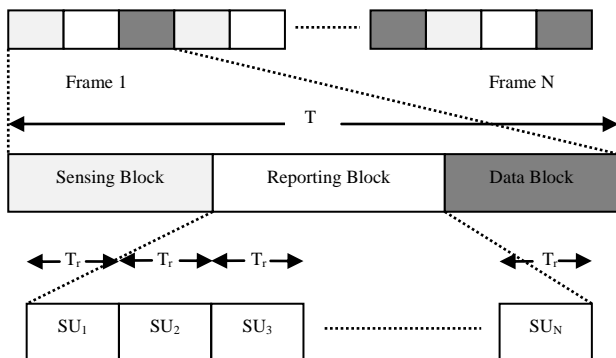 Frame 1 Frame N
T
Sensing Block Reporting Block Data Block
Tr Tr Tr Tr
SU1 SU2 SU3 SUN